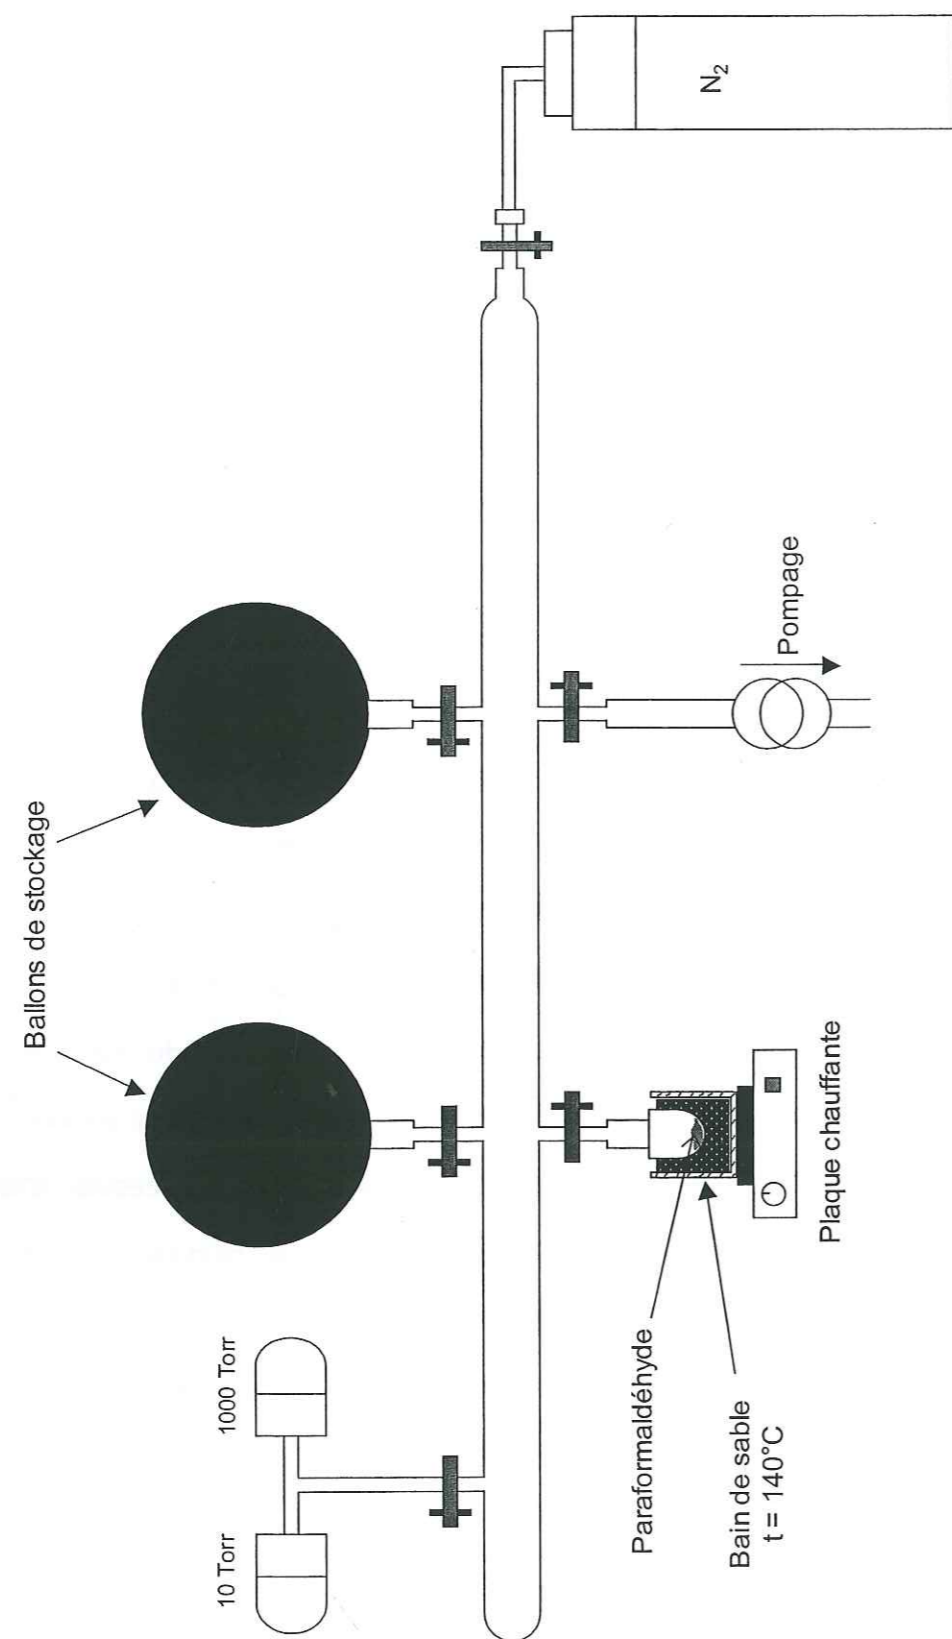 Ballons de stockage
10 Torr
1000 Torr
N₂
Paraformaldéhyde
Bain de sable
t = 140°C
Plaque chauffante
Pompage